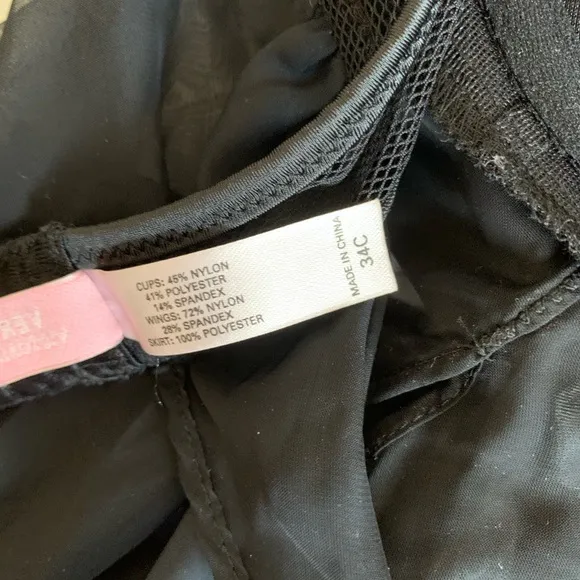 CUPS: 45% NYLON
41% POLYESTER
14% SPANDEX
WINGS: 72% NYLON
28% SPANDEX
SKIRT: 100% POLYESTER
MADE IN CHINA
34C